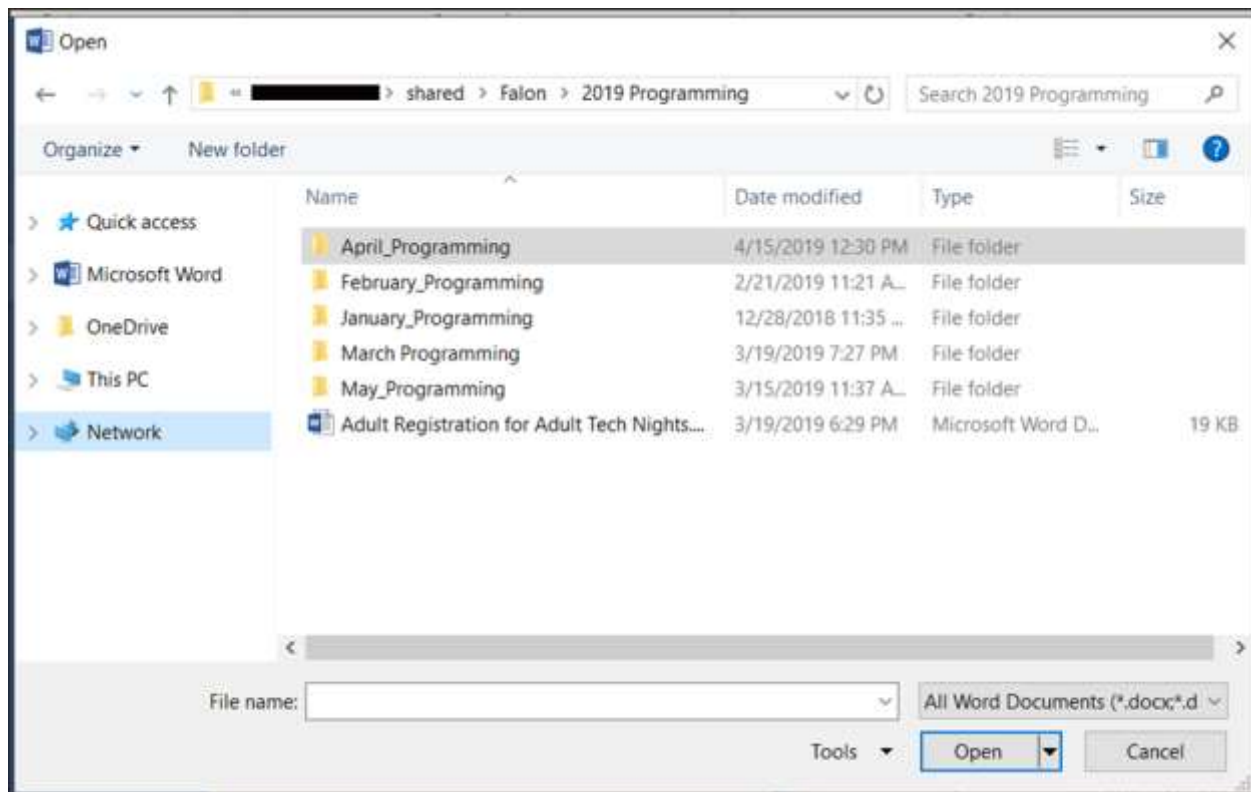 Open
« > shared > Falon > 2019 Programming Search 2019 Programming
Organize New folder
Name Date modified Type Size
Quick access
Microsoft Word
OneDrive
This PC
Network
April_Programming 4/15/2019 12:30 PM File folder
February_Programming 2/21/2019 11:21 A... File folder
January_Programming 12/28/2018 11:35 ... File folder
March Programming 3/19/2019 7:27 PM File folder
May_Programming 3/15/2019 11:37 A... File folder
Adult Registration for Adult Tech Nights.... 3/19/2019 6:29 PM Microsoft Word D... 19 KB
File name: All Word Documents (*.docx;*.d
Tools Open Cancel